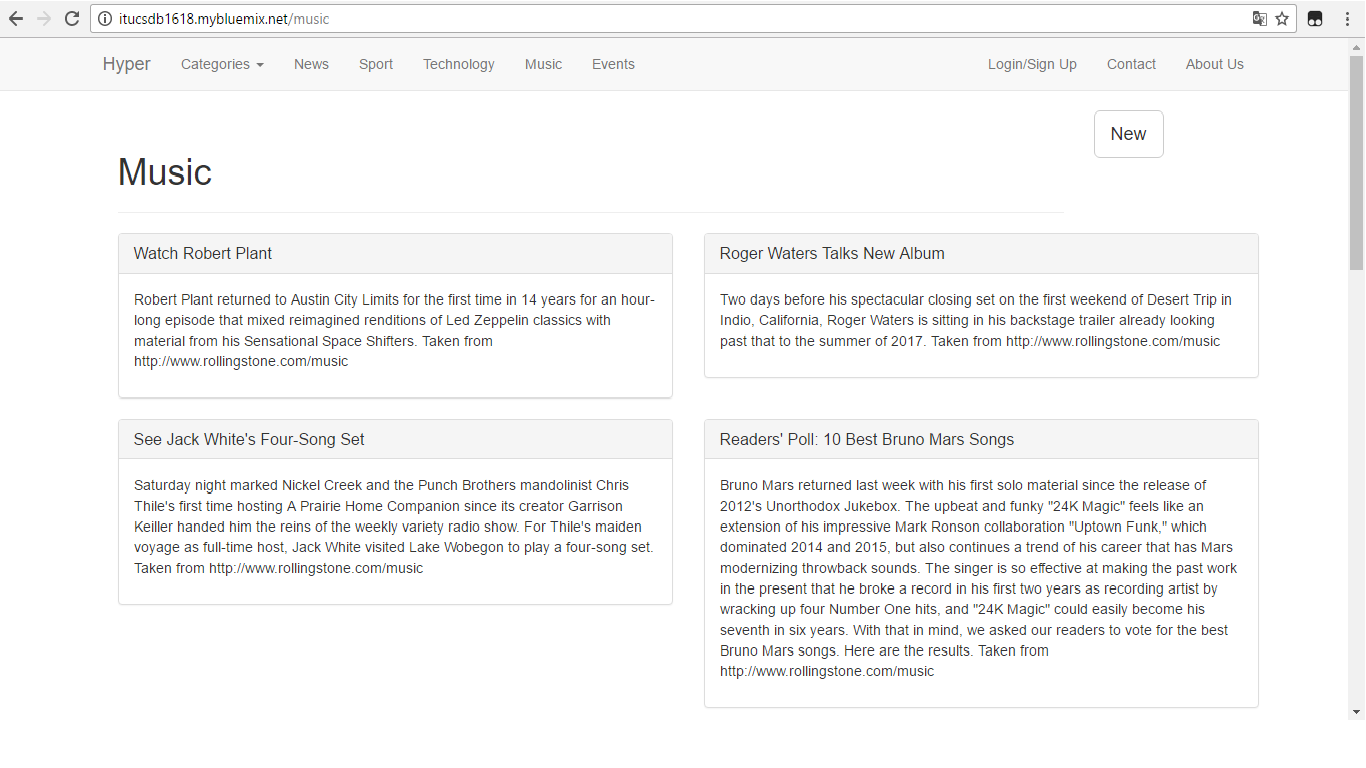 itucsdb1618.mybluemix.net/music
Hyper Categories News Sport Technology Music Events Login/Sign Up Contact About Us
New
Music
Watch Robert Plant
Robert Plant returned to Austin City Limits for the first time in 14 years for an hour-
long episode that mixed reimagined renditions of Led Zeppelin classics with
material from his Sensational Space Shifters. Taken from
http://www.rollingstone.com/music
Roger Waters Talks New Album
Two days before his spectacular closing set on the first weekend of Desert Trip in
Indio, California, Roger Waters is sitting in his backstage trailer already looking
past that to the summer of 2017. Taken from http://www.rollingstone.com/music
See Jack White's Four-Song Set
Saturday night marked Nickel Creek and the Punch Brothers mandolinist Chris
Thile's first time hosting A Prairie Home Companion since its creator Garrison
Keiller handed him the reins of the weekly variety radio show. For Thile's maiden
voyage as full-time host, Jack White visited Lake Wobegon to play a four-song set.
Taken from http://www.rollingstone.com/music
Readers' Poll: 10 Best Bruno Mars Songs
Bruno Mars returned last week with his first solo material since the release of
2012's Unorthodox Jukebox. The upbeat and funky "24K Magic" feels like an
extension of his impressive Mark Ronson collaboration "Uptown Funk," which
dominated 2014 and 2015, but also continues a trend of his career that has Mars
modernizing throwback sounds. The singer is so effective at making the past work
in the present that he broke a record in his first two years as recording artist by
wracking up four Number One hits, and "24K Magic" could easily become his
seventh in six years. With that in mind, we asked our readers to vote for the best
Bruno Mars songs. Here are the results. Taken from
http://www.rollingstone.com/music